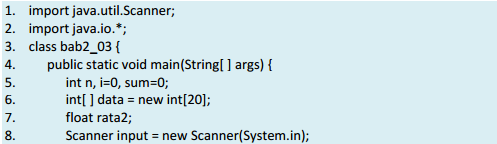 1. import java.util.Scanner;
2. import java.io.*;
3. class bab2_03 {
4. public static void main(String[ ] args) {
5. int n, i=0, sum=0;
6. int[ ] data = new int[20];
7. float rata2;
8. Scanner input = new Scanner(System.in);